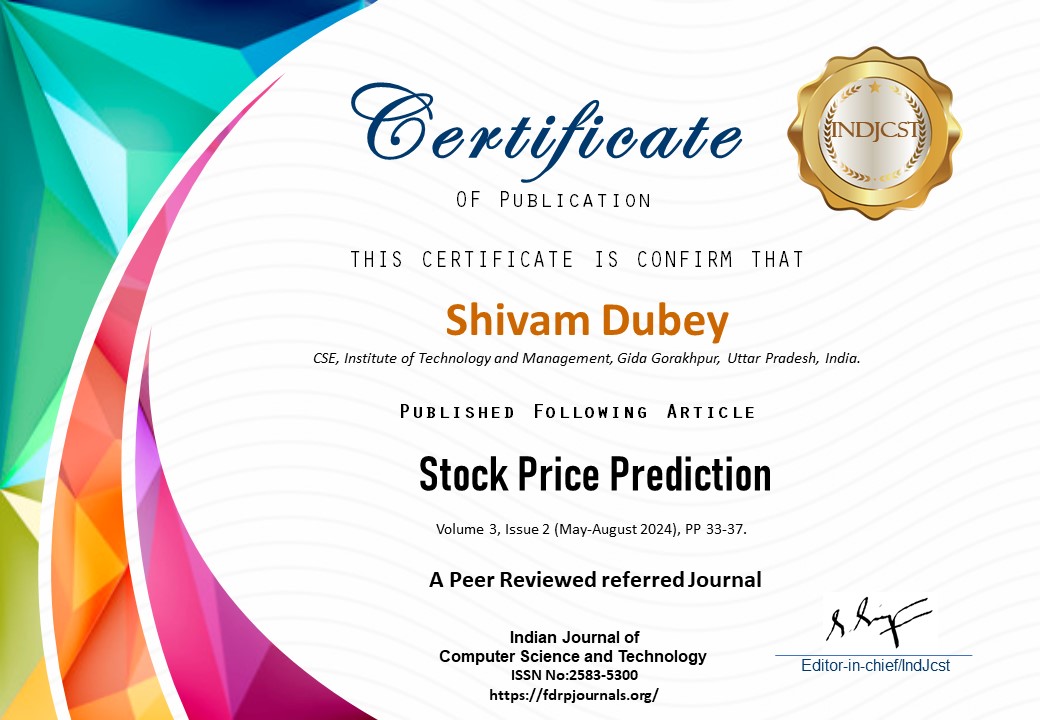 Certificate
OF PUBLICATION
INDJCST
THIS CERTIFICATE IS CONFIRM THAT
Shivam Dubey
CSE, Institute of Technology and Management, Gida Gorakhpur, Uttar Pradesh, India.
PUBLISHED FOLLOWING ARTICLE
Stock Price Prediction
Volume 3, Issue 2 (May-August 2024), PP 33-37.
A Peer Reviewed referred Journal
Indian Journal of
Computer Science and Technology
ISSN No:2583-5300
https://fdrpjournals.org/
Editor-in-chief/IndJcst